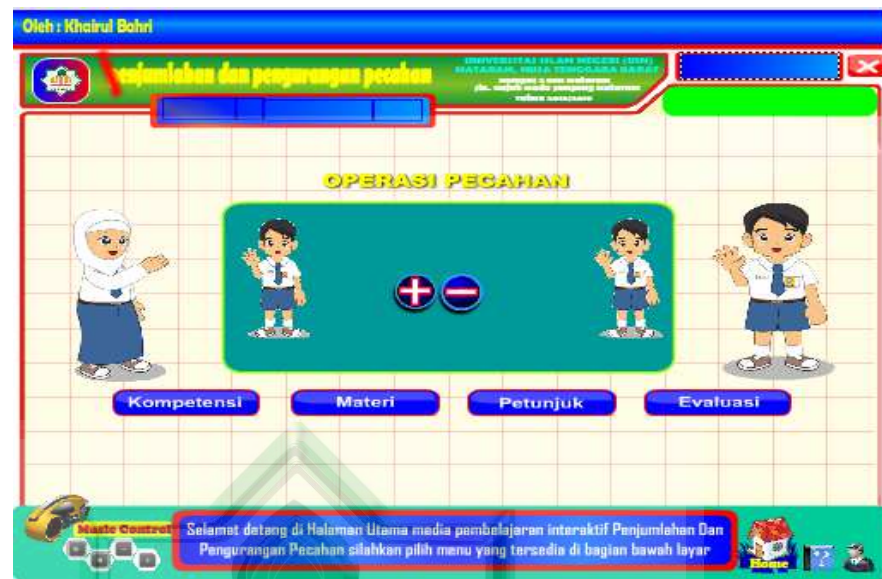 Oleh : Khairul Bahri
enjumlahan dan pengurangan pecahan
UNIVERSITAS ISLAM NEGERI (UIN)
MATARAM, NUSA TENGGARA BARAT
OPERASI PECAHAN
Kompetensi
Materi
Petunjuk
Evaluasi
Music Control
Selamat datang di Halaman Utama media pembelajaran interaktif Penjumlahan Dan
Pengurangan Pecahan silahkan pilih menu yang tersedia di bagian bawah layar
Home